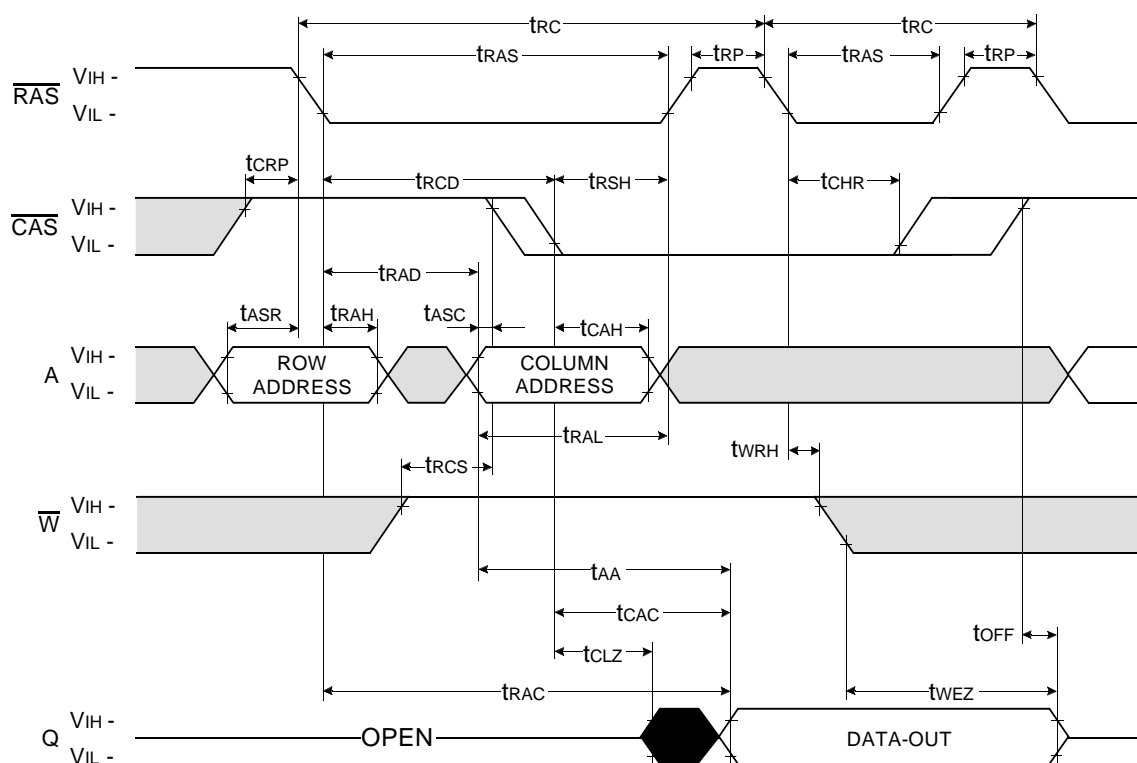 tRC tRC
tRAS tRP tRAS tRP
RAS
VIH -
VIL -
tCRP tRCD tRSH tCHR
CAS
VIH -
VIL -
tRAD
tASR tRAH tASC tCAH
A
VIH -
VIL -
ROW
ADDRESS
COLUMN
ADDRESS
tRAL
tRCS tWRH
W
VIH -
VIL -
tAA
tCAC
tOFF
tCLZ
tRAC tWEZ
Q
VIH -
VIL -
OPEN
DATA-OUT